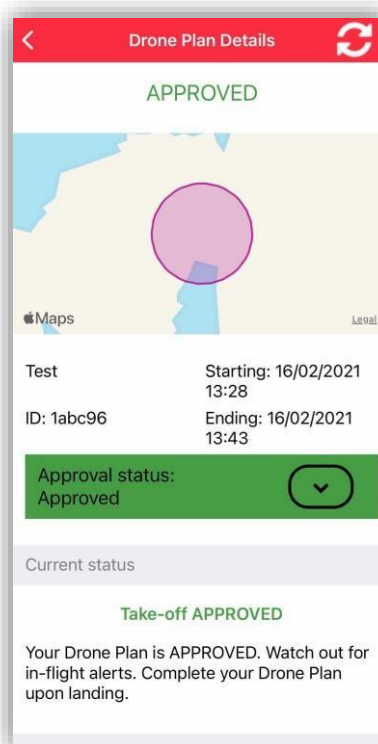 Drone Plan Details
APPROVED
Maps
Legal
Test
Starting: 16/02/2021
13:28
ID: 1abc96
Ending: 16/02/2021
13:43
Approval status:
Approved
Current status
Take-off APPROVED
Your Drone Plan is APPROVED. Watch out for
in-flight alerts. Complete your Drone Plan
upon landing.